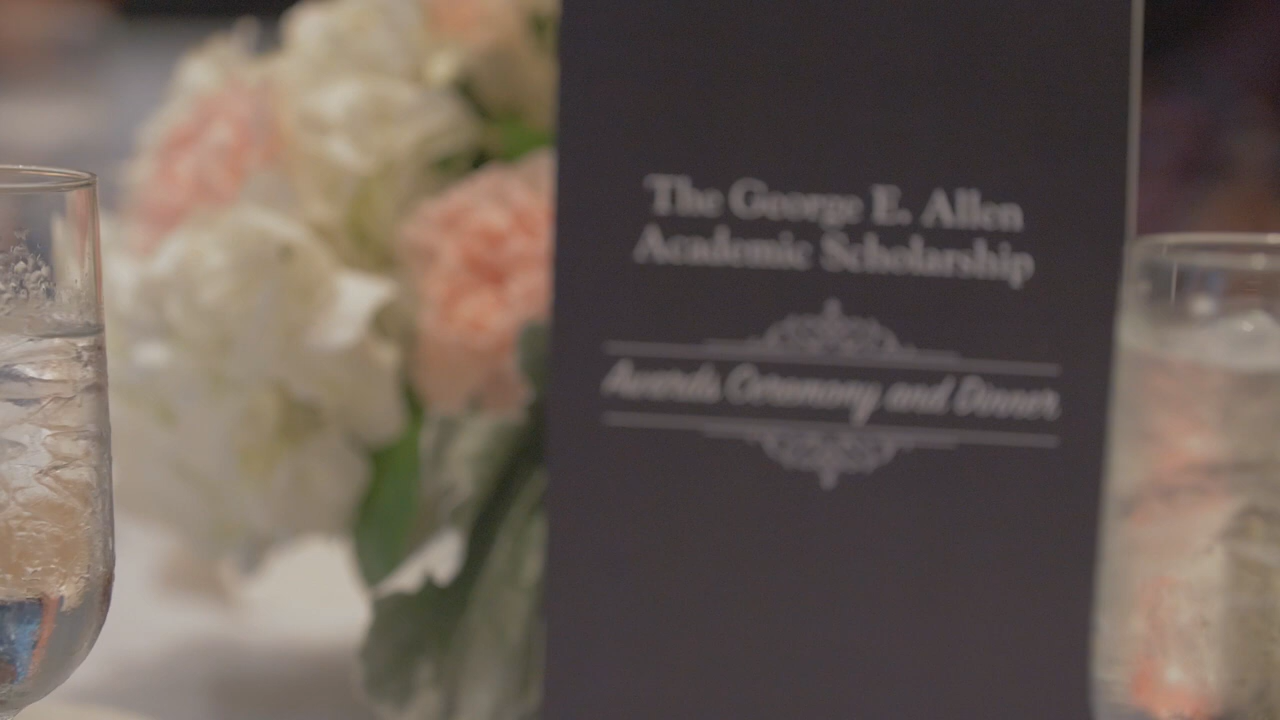 The George E. Allen
Academic Scholarship
Awards Ceremony and Dinner